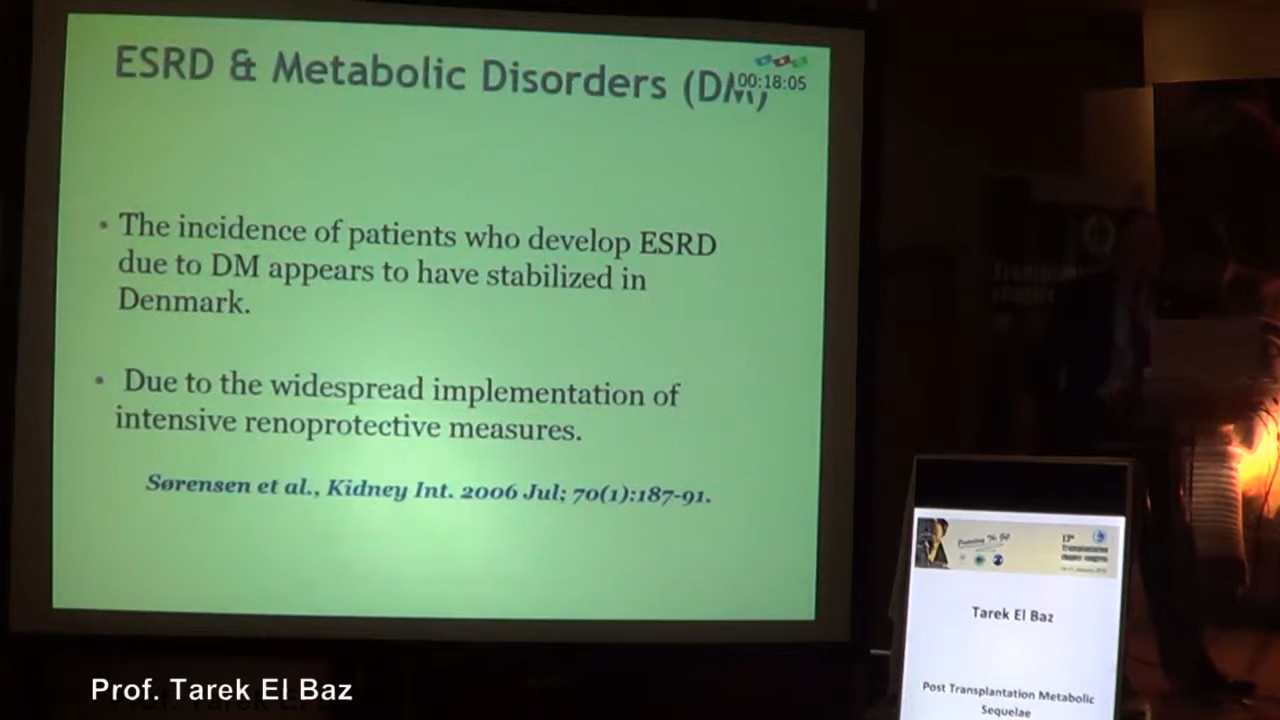 ESRD & Metabolic Disorders (DM)
00:18:05
• The incidence of patients who develop ESRD
due to DM appears to have stabilized in
Denmark.
• Due to the widespread implementation of
intensive renoprotective measures.
Sørensen et al., Kidney Int. 2006 Jul; 70(1):187-91.
13th
Transplantation
Tarek El Baz
Post Transplantation Metabolic
Sequelae
Prof. Tarek El Baz